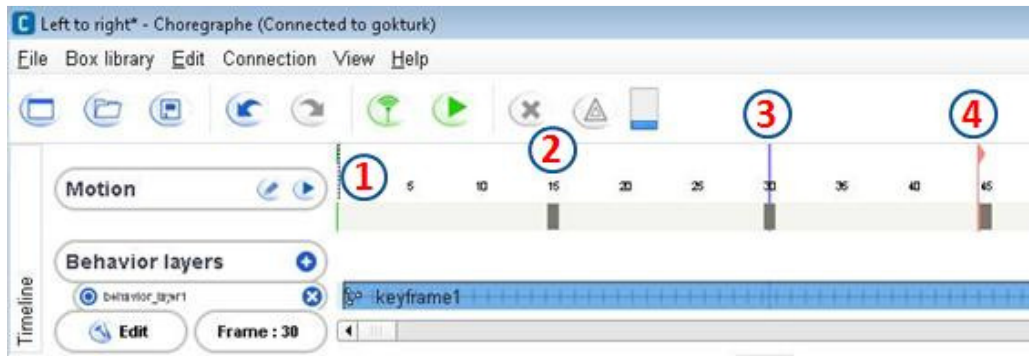 Left to right* - Choregraphe (Connected to gokturk)
File Box library Edit Connection View Help
3 4
2
Motion 1 5 10 15 20 25 30 35 40 45
Behavior layers
behavior_layer1 keyframe1
Edit Frame : 30
Timeline